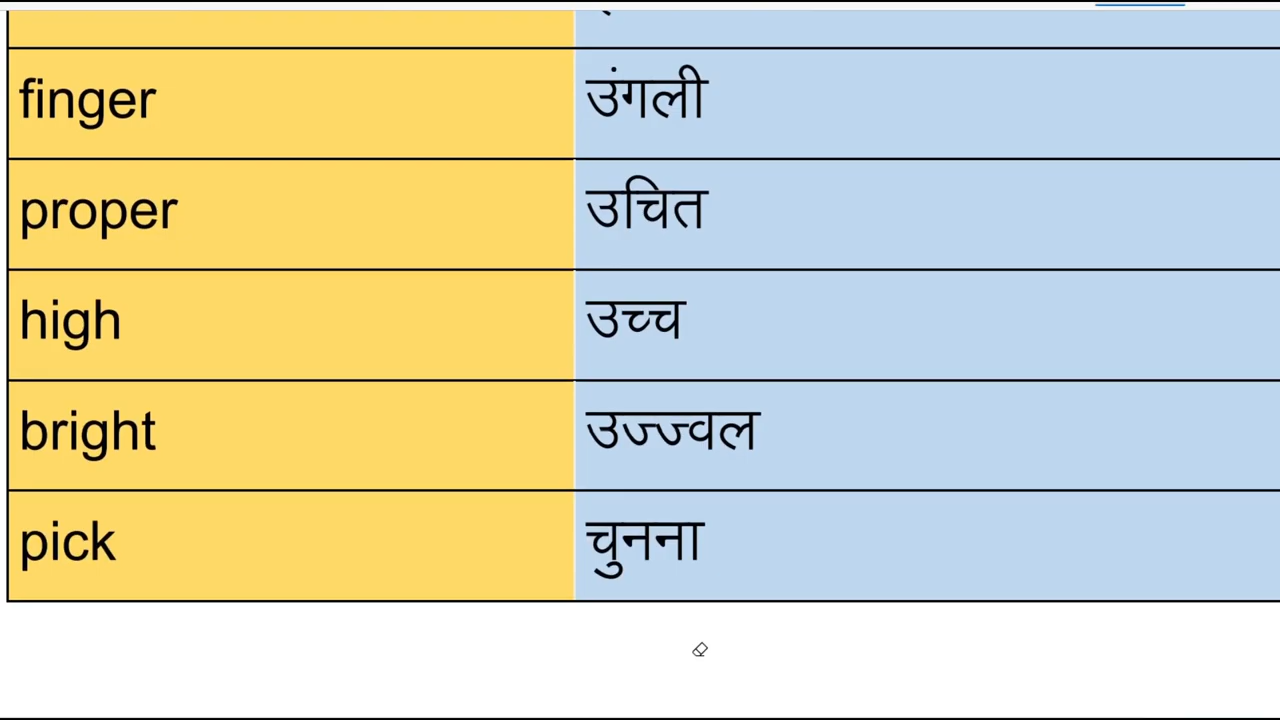 finger उंगली
proper उचित
high उच्च
bright उज्ज्वल
pick चुनना